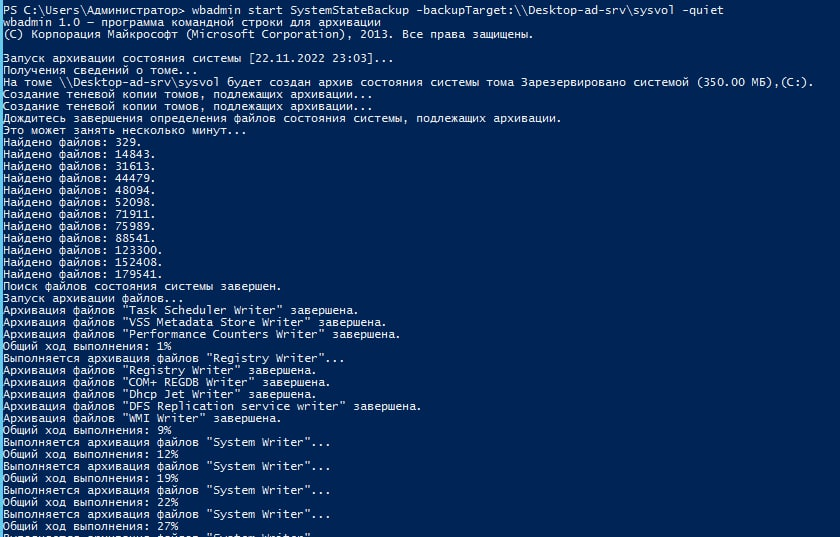 PS C:\Users\Администратор> wbadmin start SystemStateBackup -backupTarget:\\Desktop-ad-srv\sysvol -quiet
wbadmin 1.0 — программа командной строки для архивации
(C) Корпорация Майкрософт (Microsoft Corporation), 2013. Все права защищены.
Запуск архивации состояния системы [22.11.2022 23:03]...
Получения сведений о томе...
На томе \\Desktop-ad-srv\sysvol будет создан архив состояния системы тома Зарезервировано системой (350.00 МБ),(C:).
Создание теневой копии томов, подлежащих архивации...
Создание теневой копии томов, подлежащих архивации...
Дождитесь завершения определения файлов состояния системы, подлежащих архивации.
Это может занять несколько минут...
Найдено файлов: 329.
Найдено файлов: 14843.
Найдено файлов: 31613.
Найдено файлов: 44479.
Найдено файлов: 48094.
Найдено файлов: 52098.
Найдено файлов: 71911.
Найдено файлов: 75989.
Найдено файлов: 88541.
Найдено файлов: 123300.
Найдено файлов: 152408.
Найдено файлов: 179541.
Поиск файлов состояния системы завершен.
Запуск архивации файлов...
Архивация файлов "Task Scheduler Writer" завершена.
Архивация файлов "VSS Metadata Store Writer" завершена.
Архивация файлов "Performance Counters Writer" завершена.
Общий ход выполнения: 1%
Выполняется архивация файлов "Registry Writer"...
Архивация файлов "Registry Writer" завершена.
Архивация файлов "COM+ REGDB Writer" завершена.
Архивация файлов "Dhcp Jet Writer" завершена.
Архивация файлов "DFS Replication service writer" завершена.
Архивация файлов "WMI Writer" завершена.
Общий ход выполнения: 9%
Выполняется архивация файлов "System Writer"...
Общий ход выполнения: 12%
Выполняется архивация файлов "System Writer"...
Общий ход выполнения: 19%
Выполняется архивация файлов "System Writer"...
Общий ход выполнения: 22%
Выполняется архивация файлов "System Writer"...
Общий ход выполнения: 27%
Выполняется архивация файлов "System Writer"